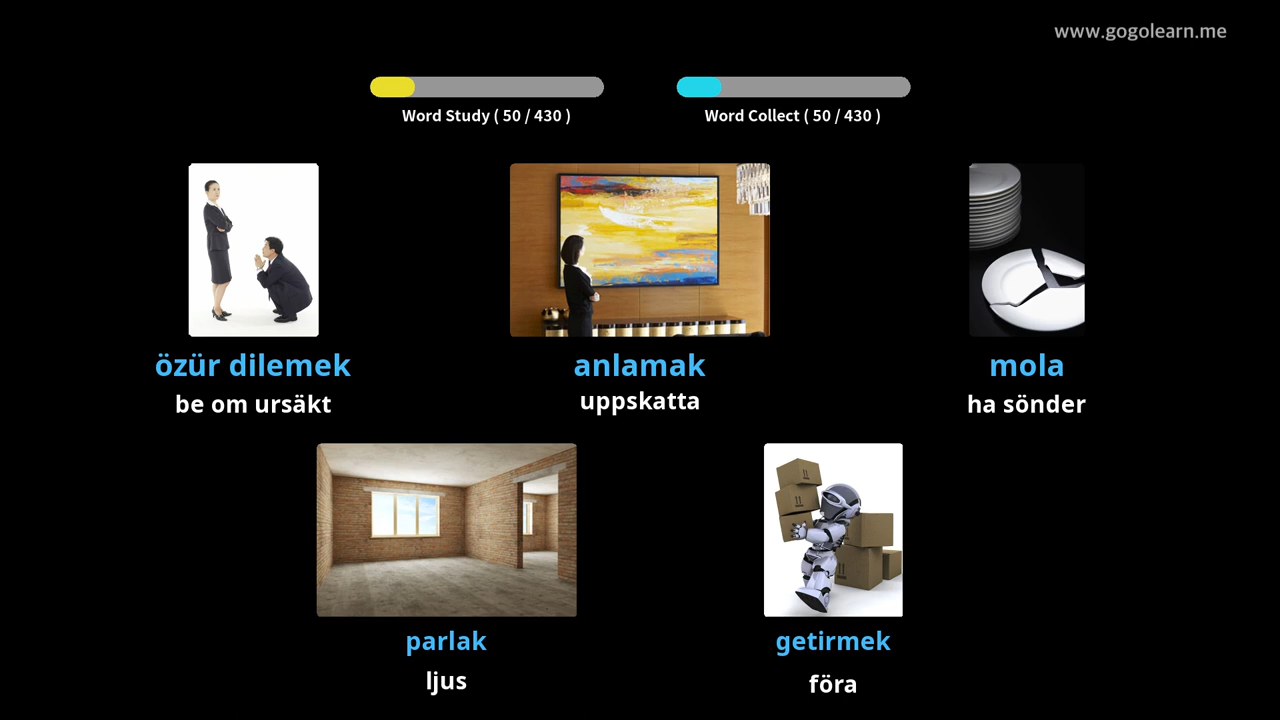 www.gogolearn.me
Word Study ( 50 / 430 )
Word Collect ( 50 / 430 )
özür dilemek
be om ursäkt
anlamak
uppskatta
mola
ha sönder
parlak
ljus
getirmek
föra